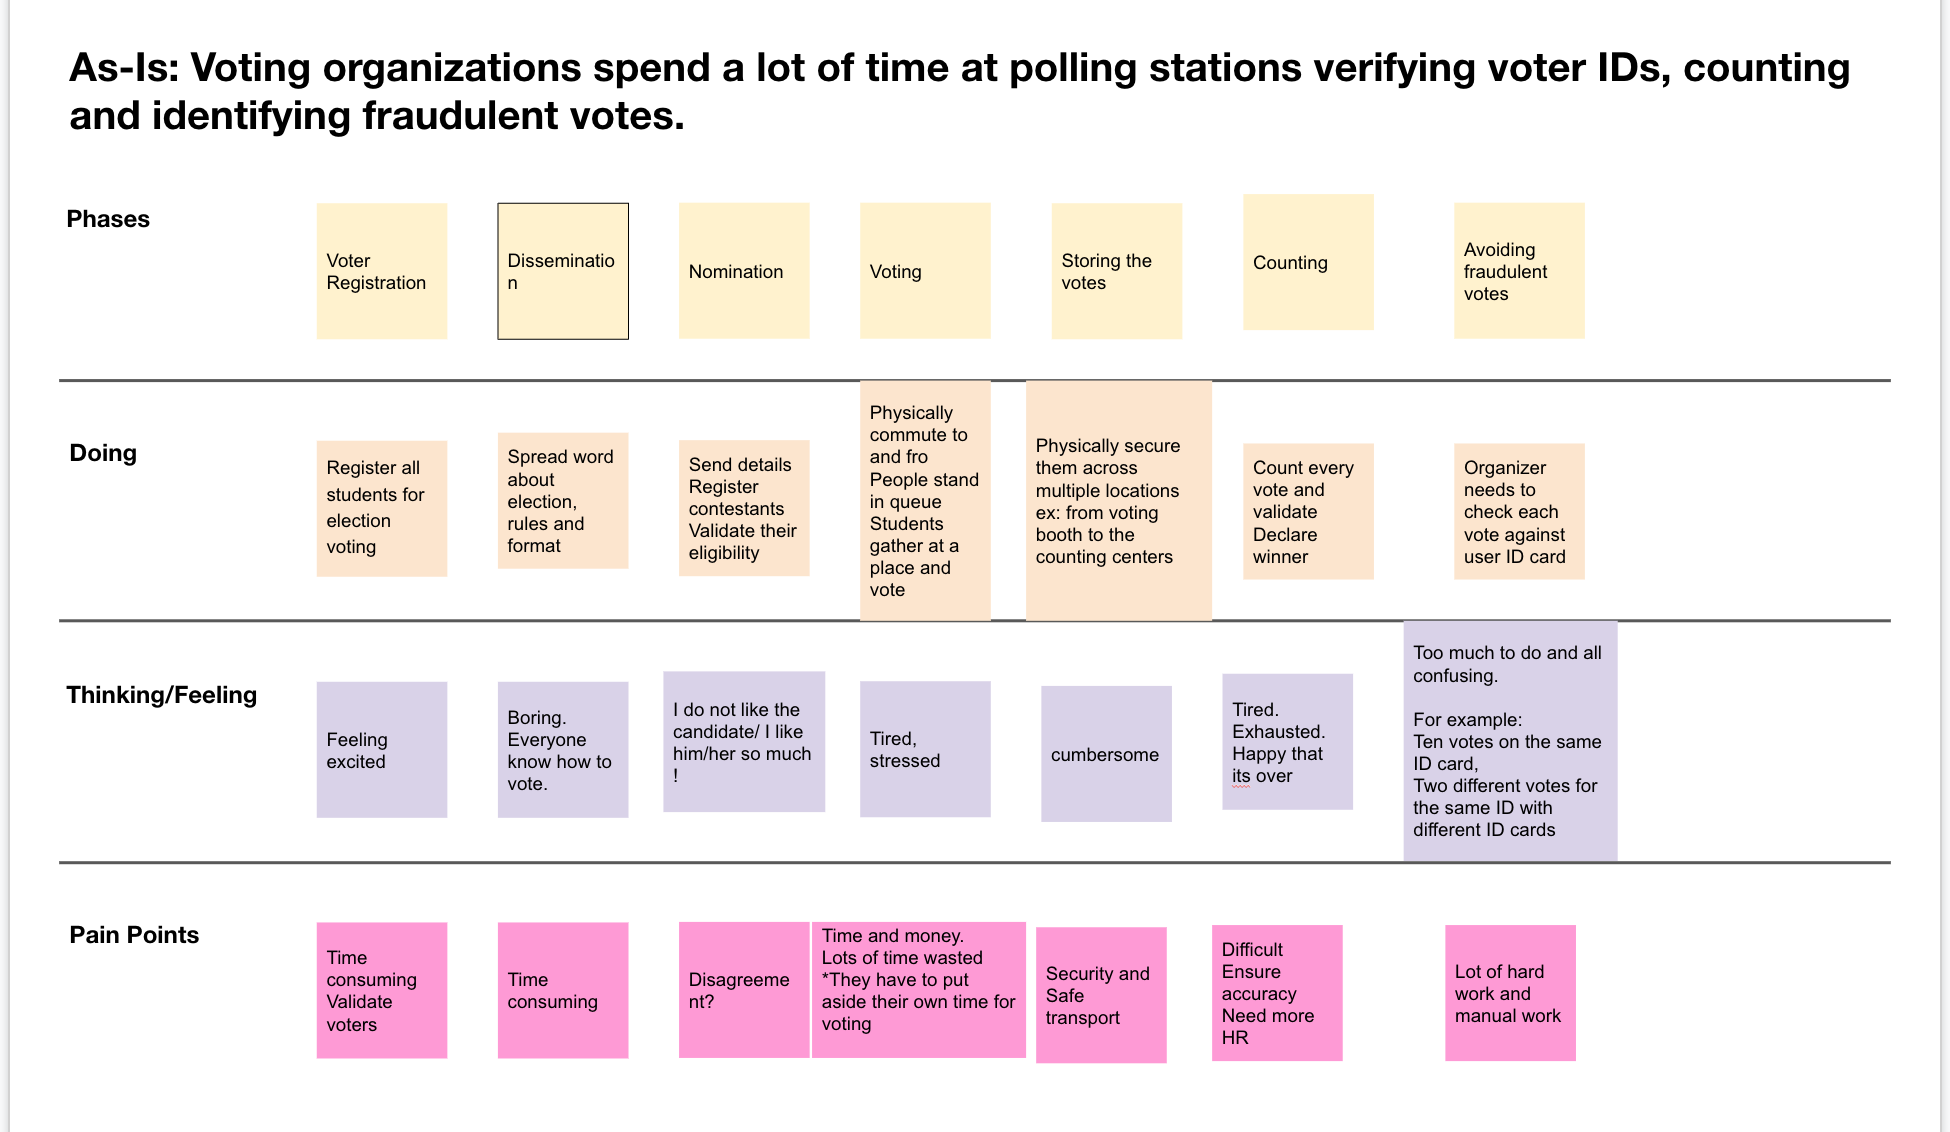 As-Is: Voting organizations spend a lot of time at polling stations verifying voter IDs, counting
and identifying fraudulent votes.
Phases
Voter
Registration
Disseminatio
n
Nomination
Voting
Storing the
votes
Counting
Avoiding
fraudulent
votes
Doing
Register all
students for
election
voting
Spread word
about
election,
rules and
format
Send details
Register
contestants
Validate their
eligibility
Physically
commute to
and fro
People stand
in queue
Students
gather at a
place and
vote
Physically secure
them across
multiple locations
ex: from voting
booth to the
counting centers
Count every
vote and
validate
Declare
winner
Organizer
needs to
check each
vote against
user ID card
Thinking/Feeling
Feeling
excited
Boring.
Everyone
know how to
vote.
I do not like the
candidate/ I like
him/her so much
!
Tired,
stressed
cumbersome
Tired.
Exhausted.
Happy that
its over
Too much to do and all
confusing.
For example:
Ten votes on the same
ID card,
Two different votes for
the same ID with
different ID cards
Pain Points
Time
consuming
Validate
voters
Time
consuming
Disagreeme
nt?
Time and money.
Lots of time wasted
*They have to put
aside their own time for
voting
Security and
Safe
transport
Difficult
Ensure
accuracy
Need more
HR
Lot of hard
work and
manual work